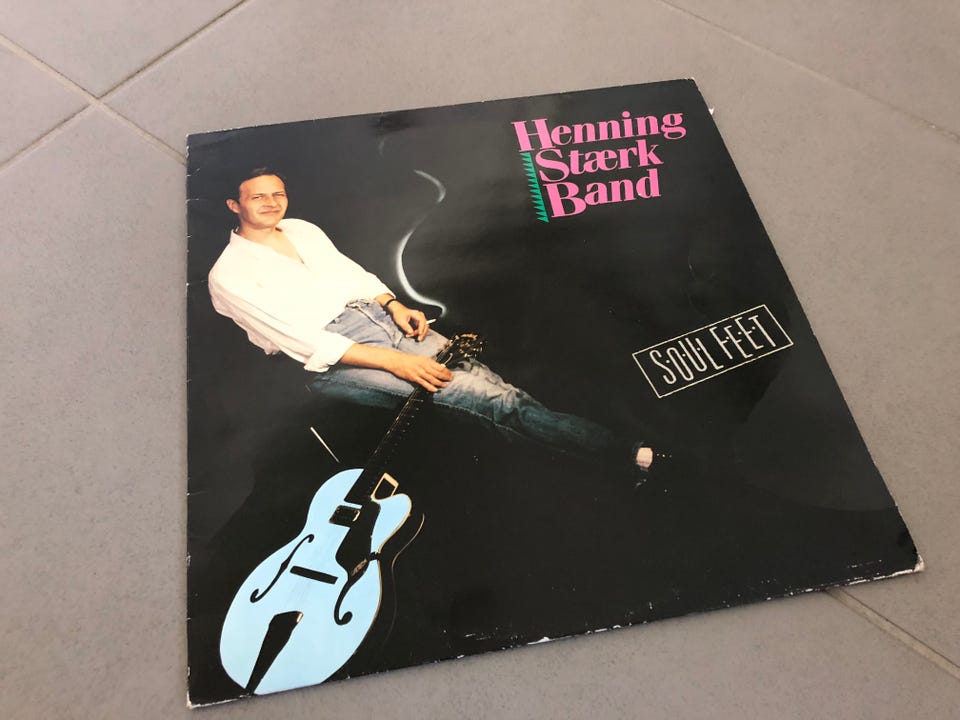 Henning
Stærk
Band
SOUL FEET